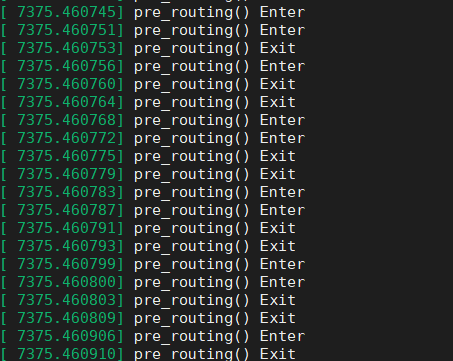 [ 7375.460745] pre_routing() Enter
[ 7375.460751] pre_routing() Enter
[ 7375.460753] pre_routing() Exit
[ 7375.460756] pre_routing() Enter
[ 7375.460760] pre_routing() Exit
[ 7375.460764] pre_routing() Exit
[ 7375.460768] pre_routing() Enter
[ 7375.460772] pre_routing() Enter
[ 7375.460775] pre_routing() Exit
[ 7375.460779] pre_routing() Exit
[ 7375.460783] pre_routing() Enter
[ 7375.460787] pre_routing() Enter
[ 7375.460791] pre_routing() Exit
[ 7375.460793] pre_routing() Exit
[ 7375.460799] pre_routing() Enter
[ 7375.460800] pre_routing() Enter
[ 7375.460803] pre_routing() Exit
[ 7375.460809] pre_routing() Exit
[ 7375.460906] pre_routing() Enter
[ 7375.460910] pre_routing() Exit